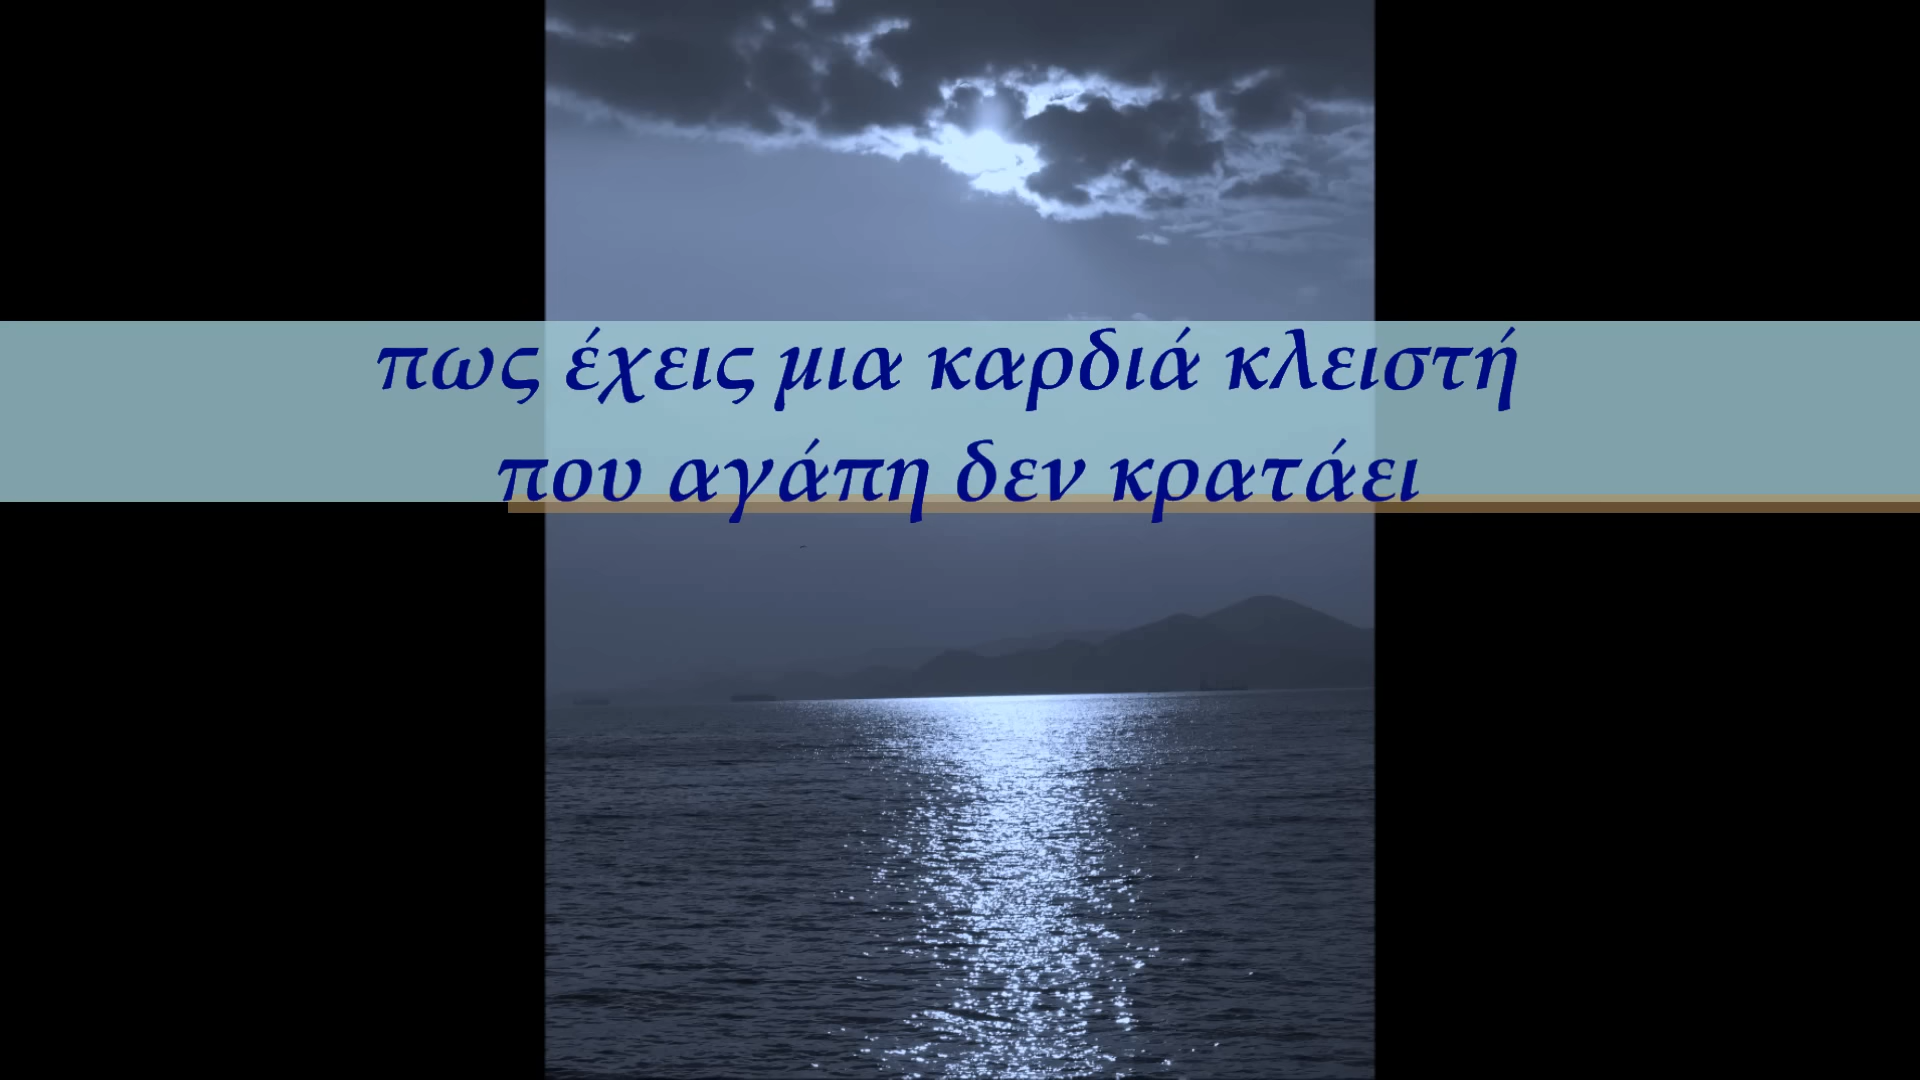 πως έχεις μια καρδιά κλειστή
που αγάπη δεν κρατάει